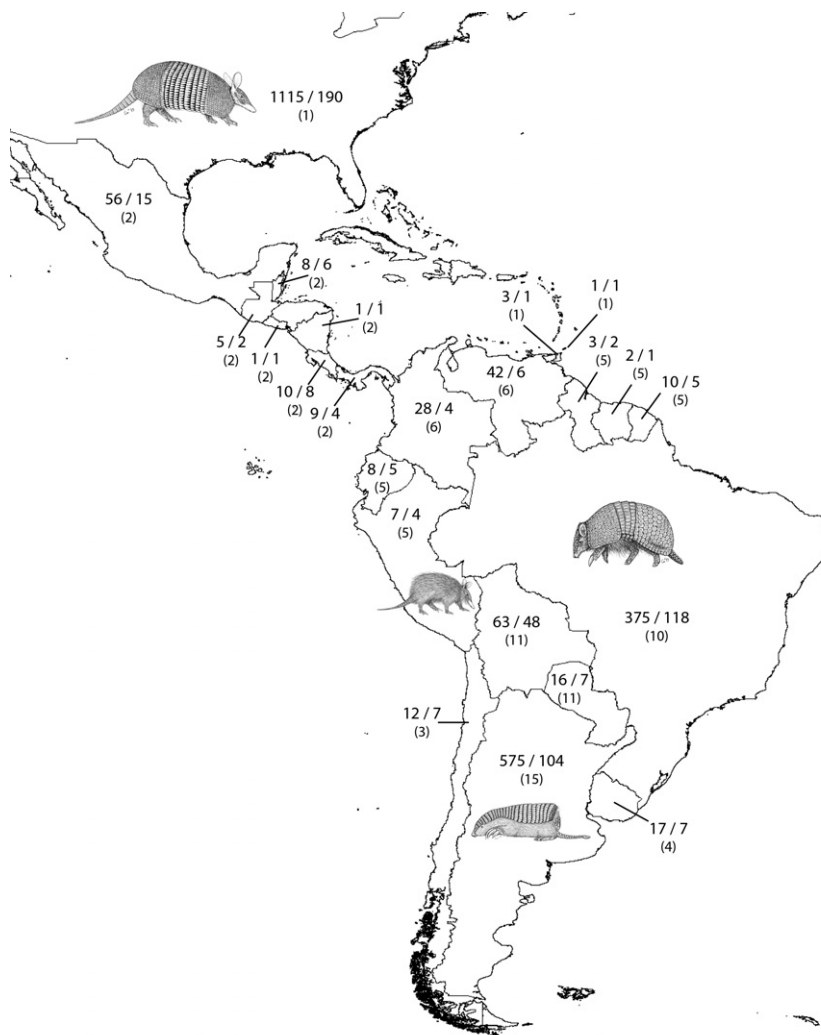 1115 / 190
(1)
56 / 15
(2)
8 / 6
(2)
1 / 1
(2)
5 / 2
(2)
1 / 1
(2)
10 / 8
(2)
9 / 4
(2)
3 / 1
(1)
1 / 1
(1)
3 / 2
(5)
2 / 1
(5)
10 / 5
(5)
42 / 6
(6)
28 / 4
(6)
8 / 5
(5)
7 / 4
(5)
63 / 48
(11)
375 / 118
(10)
16 / 7
(11)
12 / 7
(3)
575 / 104
(15)
17 / 7
(4)